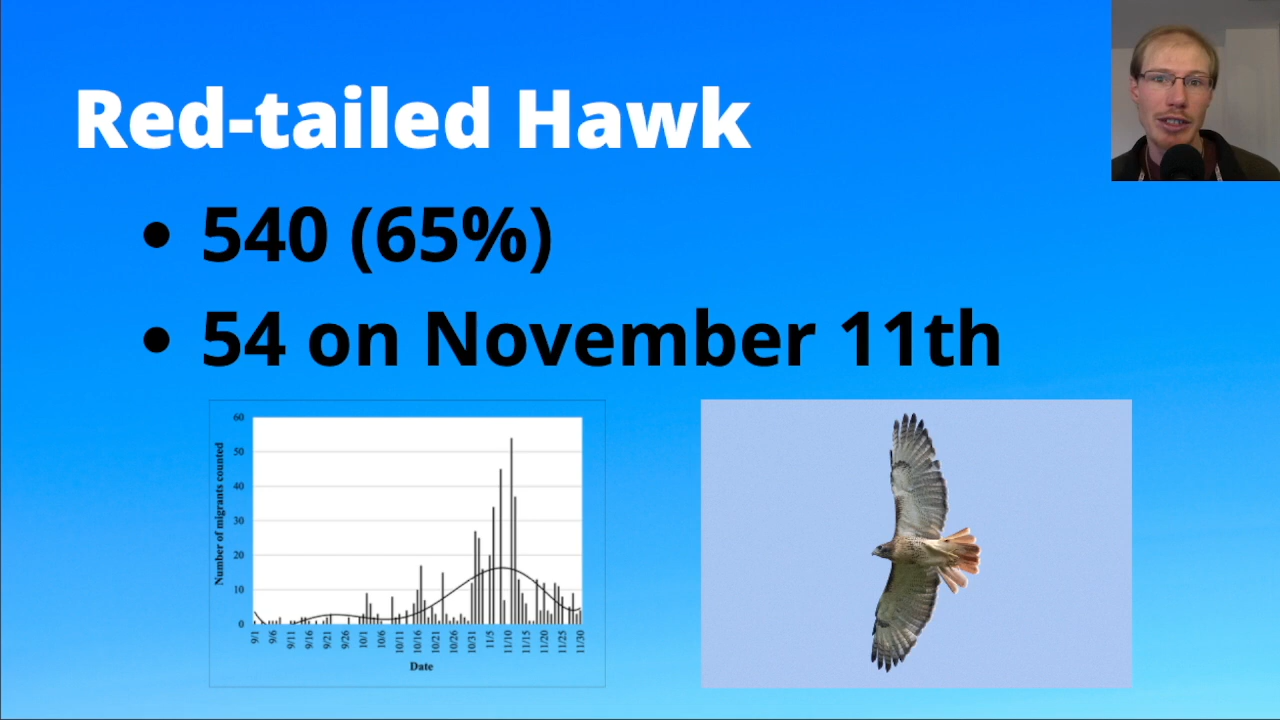 Red-tailed Hawk
• 540 (65%)
• 54 on November 11th
Number of migrants counted
60
50
40
30
20
10
0
9/1 9/6 9/11 9/16 9/21 9/26 10/1 10/6 10/11 10/16 10/21 10/26 10/31 11/5 11/10 11/15 11/20 11/25 11/30
Date